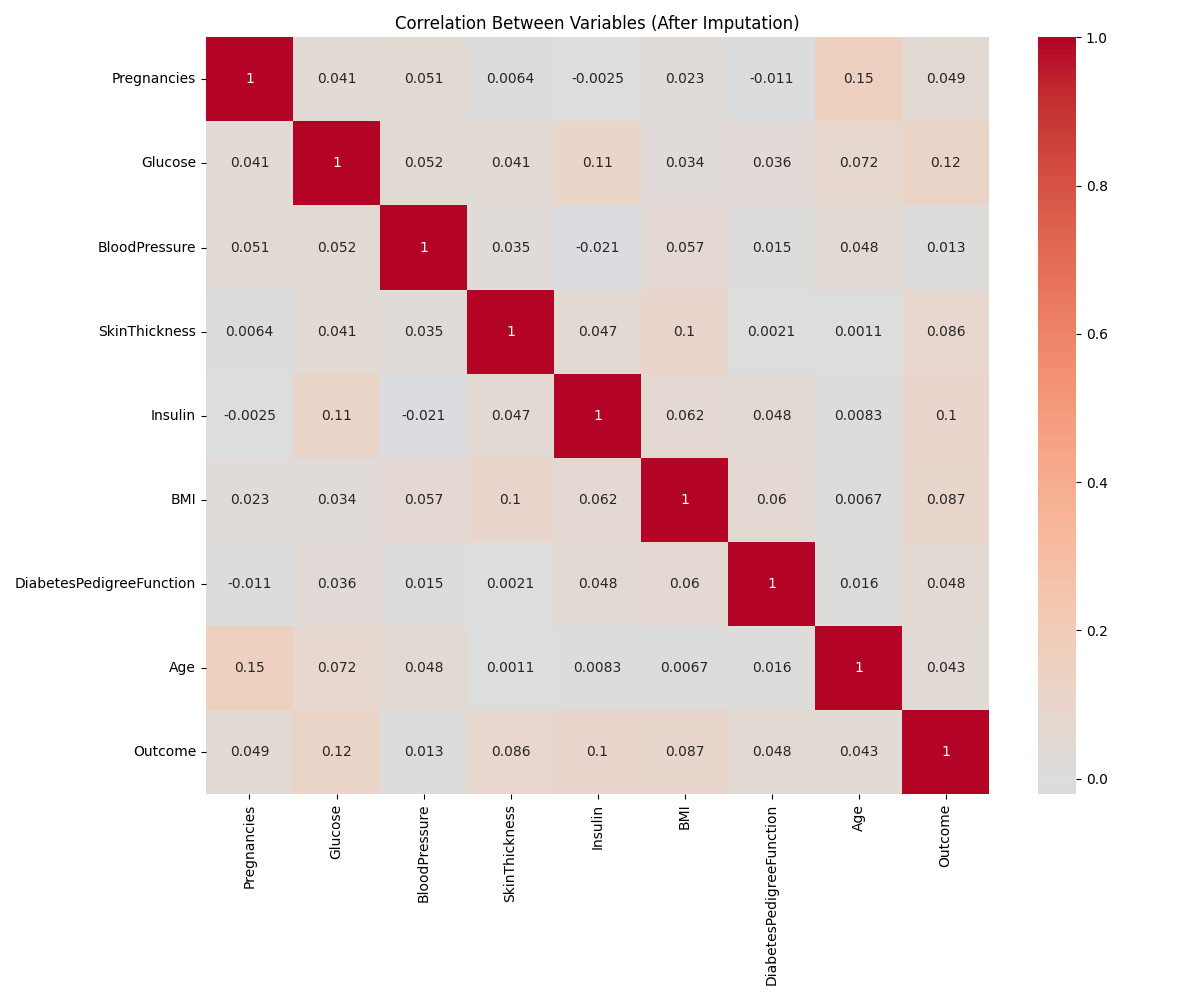 Correlation Between Variables (After Imputation)
Pregnancies 1 0.041 0.051 0.0064 -0.0025 0.023 -0.011 0.15 0.049
Glucose 0.041 1 0.052 0.041 0.11 0.034 0.036 0.072 0.12
BloodPressure 0.051 0.052 1 0.035 -0.021 0.057 0.015 0.048 0.013
SkinThickness 0.0064 0.041 0.035 1 0.047 0.1 0.0021 0.0011 0.086
Insulin -0.0025 0.11 -0.021 0.047 1 0.062 0.048 0.0083 0.1
BMI 0.023 0.034 0.057 0.1 0.062 1 0.06 0.0067 0.087
DiabetesPedigreeFunction -0.011 0.036 0.015 0.0021 0.048 0.06 1 0.016 0.048
Age 0.15 0.072 0.048 0.0011 0.0083 0.0067 0.016 1 0.043
Outcome 0.049 0.12 0.013 0.086 0.1 0.087 0.048 0.043 1
Pregnancies
Glucose
BloodPressure
SkinThickness
Insulin
BMI
DiabetesPedigreeFunction
Age
Outcome
1.0
0.8
0.6
0.4
0.2
0.0